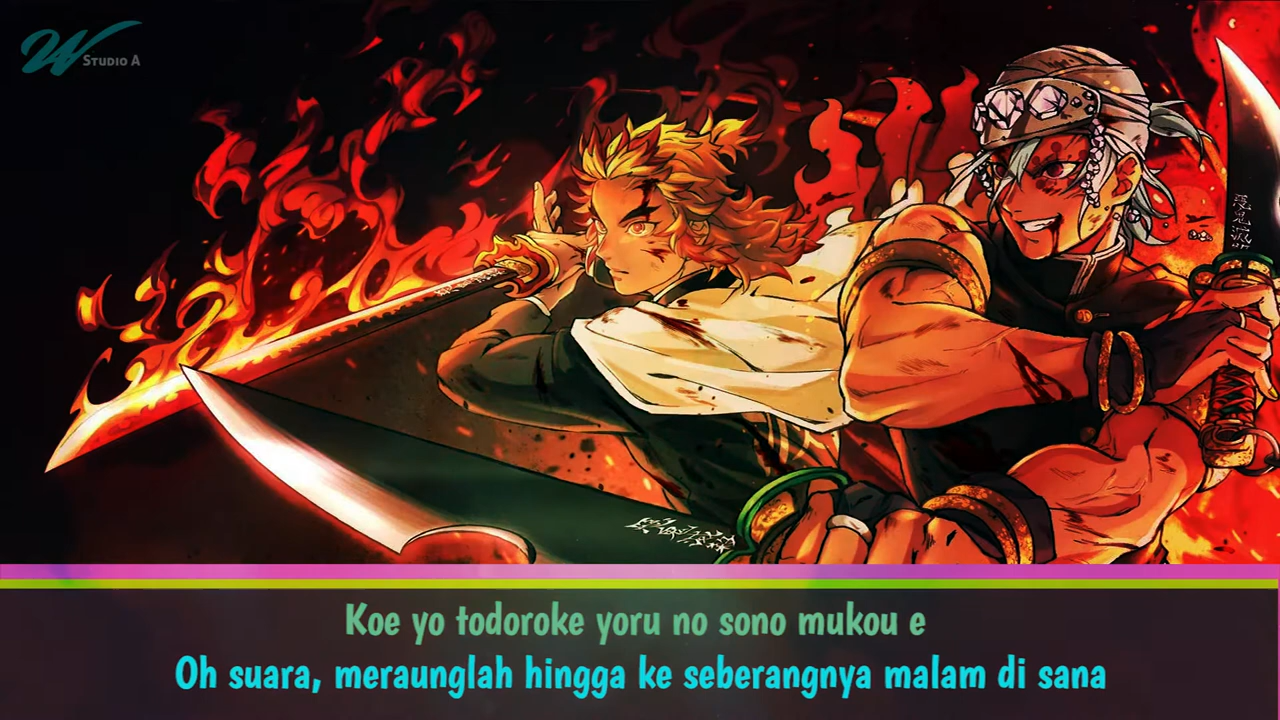 W Studio A
Koe yo todoroke yoru no sono mukou e
Oh suara, meraunglah hingga ke seberangnya malam di sana